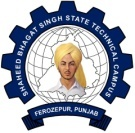 SHAHEED BHAGAT SINGH STATE TECHNICAL CAMPUS
FEROZEPUR, PUNJAB